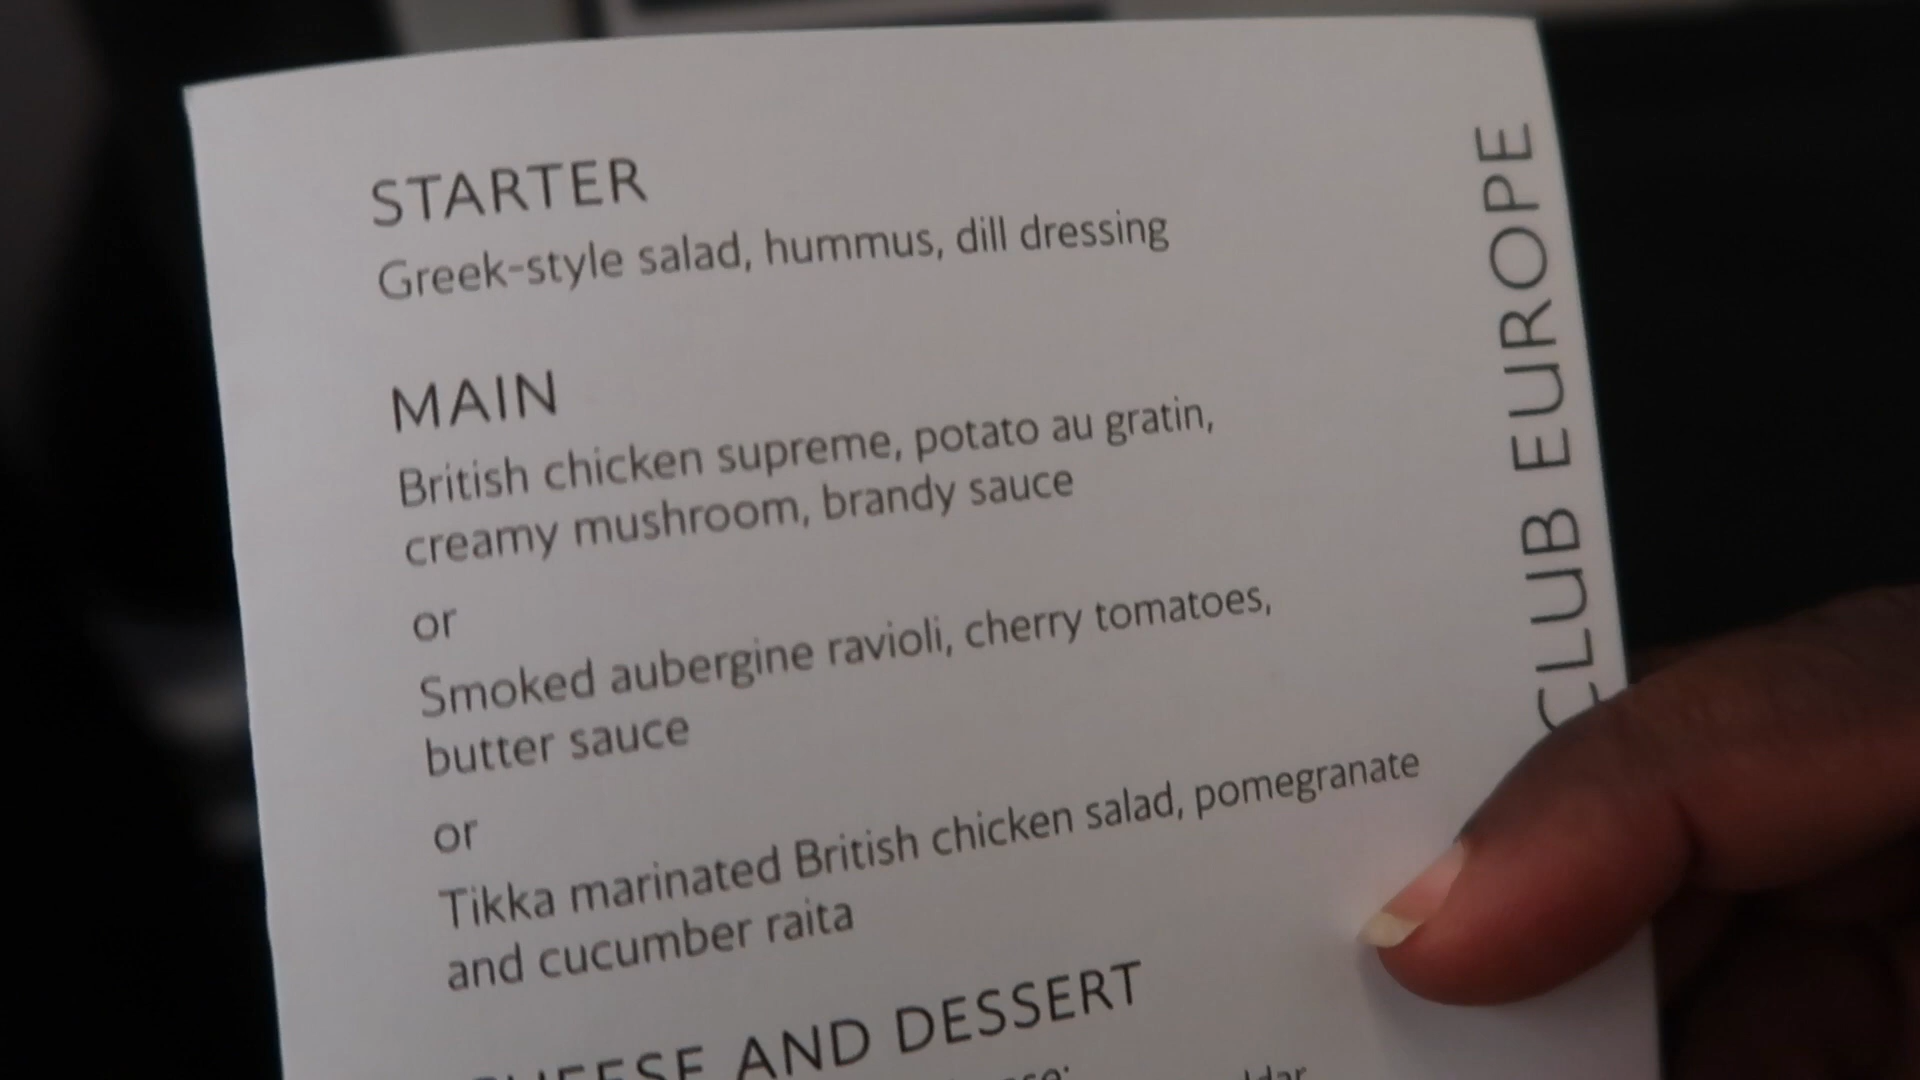 STARTER
Greek-style salad, hummus, dill dressing
MAIN
British chicken supreme, potato au gratin,
creamy mushroom, brandy sauce
or
Smoked aubergine ravioli, cherry tomatoes,
butter sauce
or
Tikka marinated British chicken salad, pomegranate
and cucumber raita
CHEESE AND DESSERT
CLUB EUROPE